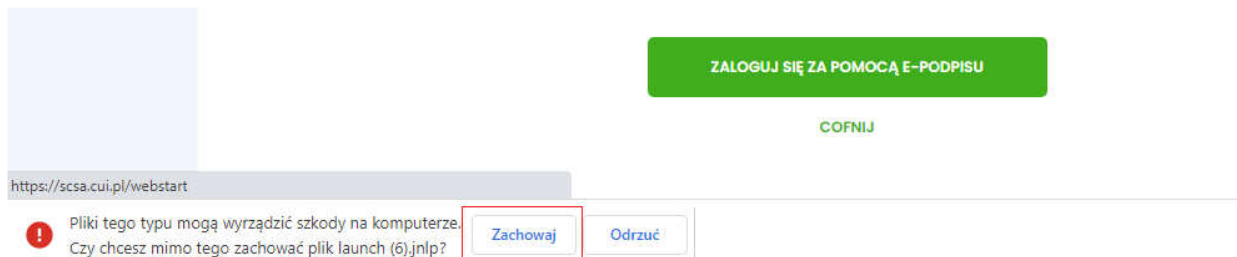 ZALOGUJ SIĘ ZA POMOCĄ E-PODPISU
COFNIJ
https://scsa.cui.pl/webstart
Pliki tego typu mogą wyrządzić szkody na komputerze.
Czy chcesz mimo tego zachować plik launch (6).jnlp?
Zachowaj
Odrzuć